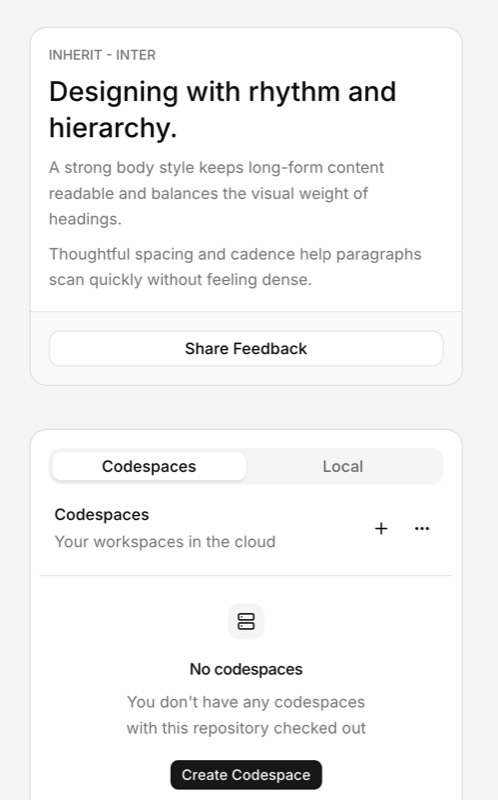 INHERIT - INTER
Designing with rhythm and
hierarchy.
A strong body style keeps long-form content
readable and balances the visual weight of
headings.
Thoughtful spacing and cadence help paragraphs
scan quickly without feeling dense.
Share Feedback
Codespaces
Local
Codespaces
Your workspaces in the cloud
No codespaces
You don't have any codespaces
with this repository checked out
Create Codespace